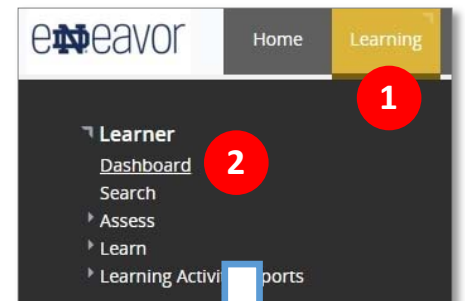 eNDeavor Home Learning
1
Learner
Dashboard 2
Search
Assess
Learn
Learning Activi ports